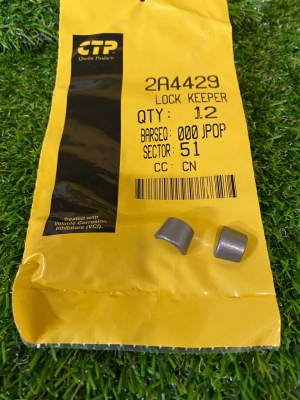 CTP
Quality Products
2A4429
LOCK KEEPER
QTY: 12
BARSEQ: 000JPOP
SECTOR: 51
CC: CN
Treated with
Volatile Corrosion
Inhibitors (VCI).